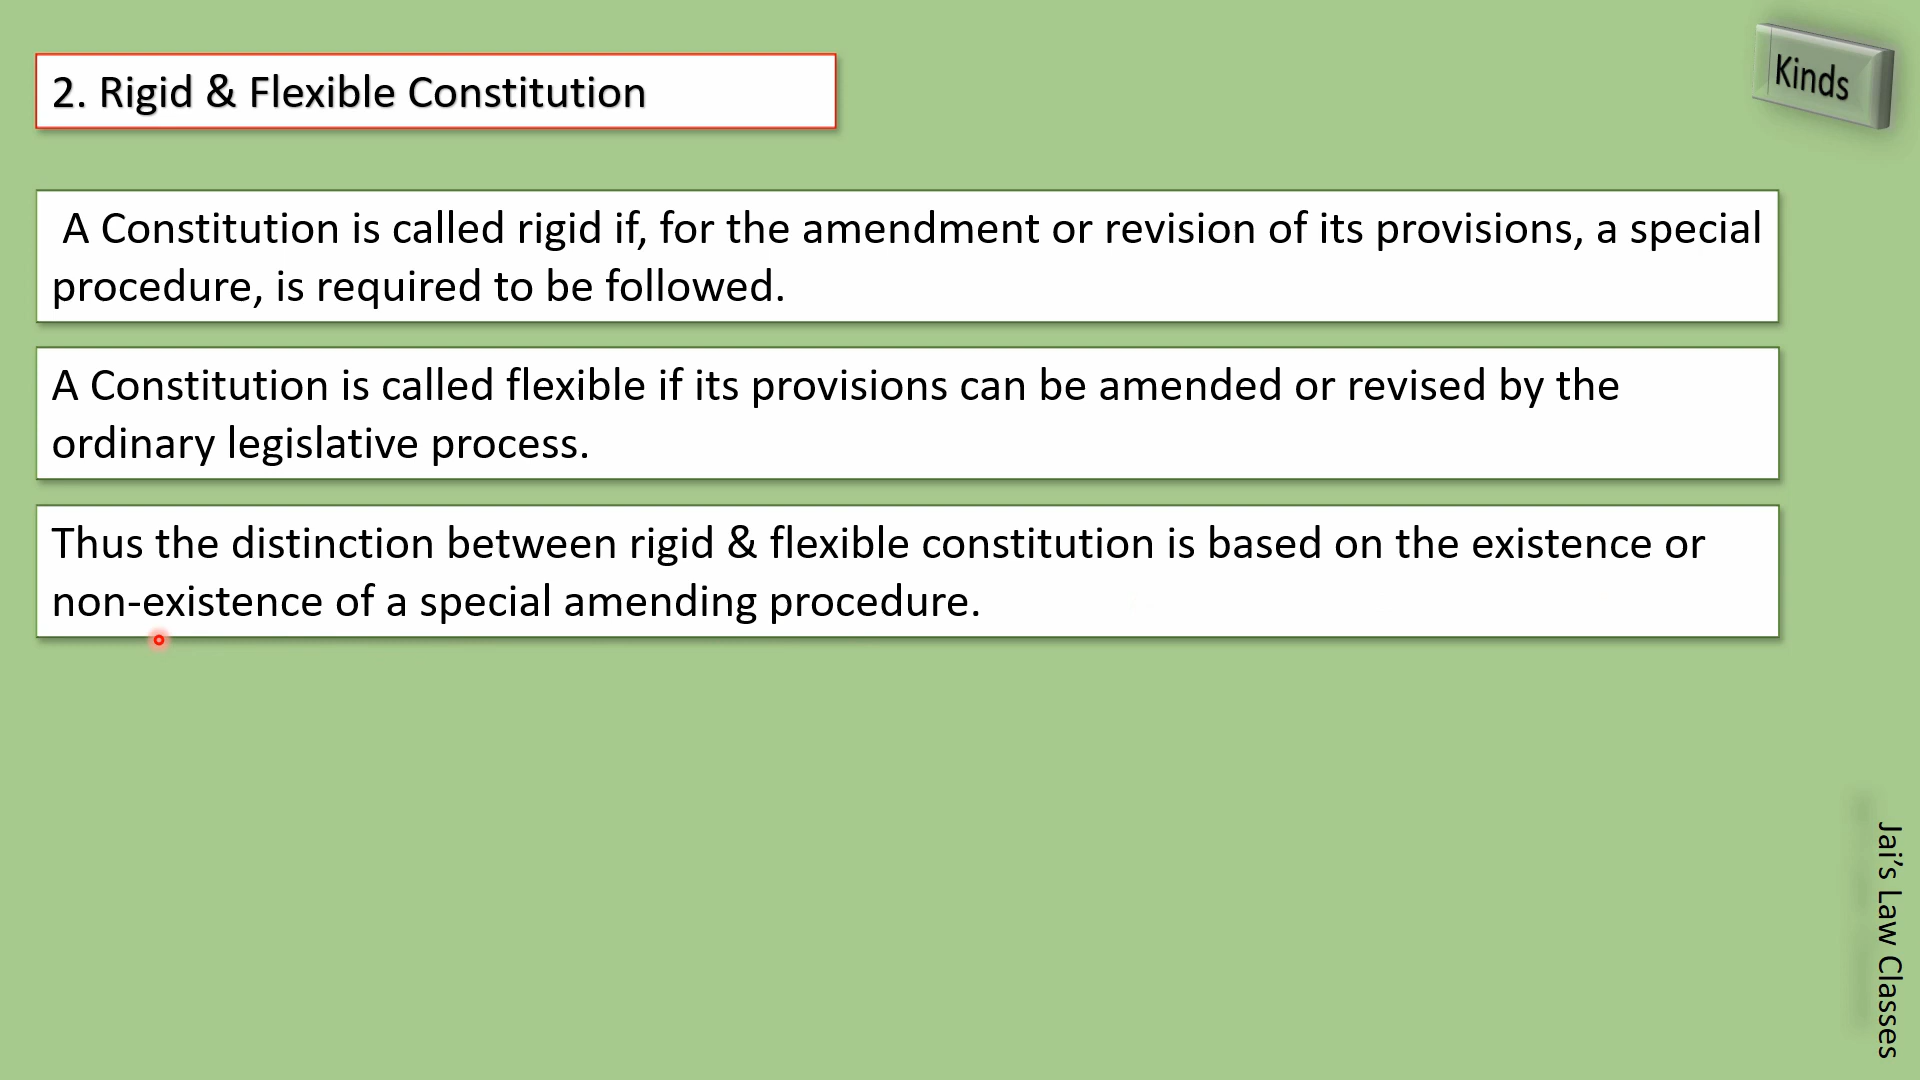 2. Rigid & Flexible Constitution
Kinds
A Constitution is called rigid if, for the amendment or revision of its provisions, a special
procedure, is required to be followed.
A Constitution is called flexible if its provisions can be amended or revised by the
ordinary legislative process.
Thus the distinction between rigid & flexible constitution is based on the existence or
non-existence of a special amending procedure.
Jai’s Law Classes